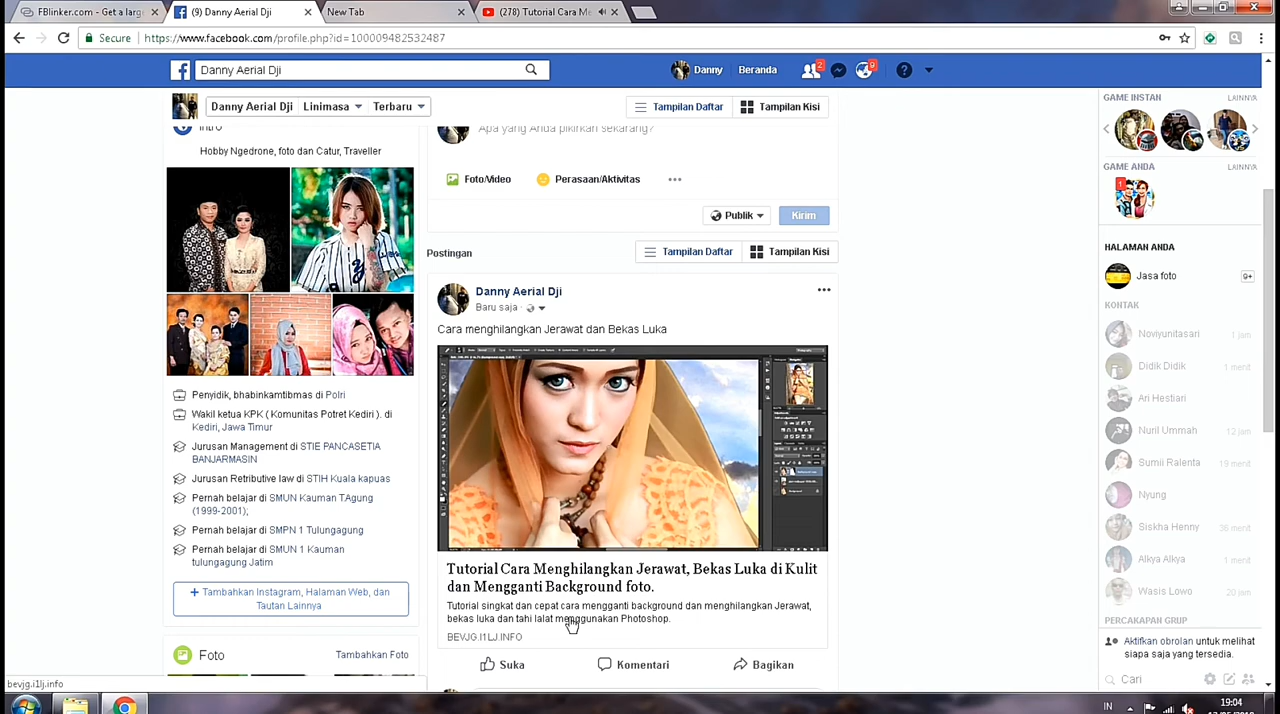 FBlinker.com - Get a larg
(9) Danny Aerial Dji
New Tab
(278) Tutorial Cara Me
Secure
https://www.facebook.com/profile.php?id=100009482532487
Danny Aerial Dji
Danny
Beranda
2
9
Danny Aerial Dji
Linimasa
Terbaru
Tampilan Daftar
Tampilan Kisi
Intro
Hobby Ngedrone, foto dan Catur, Traveller
Penyidik, bhabinkamtibmas di Polri
Wakil ketua KPK ( Komunitas Potret Kediri ). di
Kediri, Jawa Timur
Jurusan Management di STIE PANCASETIA
BANJARMASIN
Jurusan Retributive law di STIH Kuala kapuas
Pernah belajar di SMUN Kauman T.Agung
(1999-2001);
Pernah belajar di SMPN 1 Tulungagung
Pernah belajar di SMUN 1 Kauman
tulungagung Jatim
+ Tambahkan Instagram, Halaman Web, dan
Tautan Lainnya
Foto
Tambahkan Foto
Apa yang Anda pikirkan sekarang?
Foto/Video
Perasaan/Aktivitas
Publik
Kirim
Postingan
Tampilan Daftar
Tampilan Kisi
Danny Aerial Dji
Baru saja
Cara menghilangkan Jerawat dan Bekas Luka
Tutorial Cara Menghilangkan Jerawat, Bekas Luka di Kulit
dan Mengganti Background foto.
Tutorial singkat dan cepat cara mengganti background dan menghilangkan Jerawat,
bekas luka dan tahi lalat menggunakan Photoshop.
BEVJG.I1LJ.INFO
Suka
Komentari
Bagikan
GAME INSTAN
LAINNYA
GAME ANDA
LAINNYA
1
HALAMAN ANDA
Jasa foto
9+
KONTAK
Noviyunitasari
1 jam
Didik Didik
1 menit
Ari Hestiari
Nuril Ummah
12 jam
Sumii Ralenta
19 menit
Nyung
Siskha Henny
36 menit
Alkya Alkya
1 menit
Wasis Lowo
20 jam
PERCAKAPAN GRUP
Aktifkan obrolan untuk melihat
siapa saja yang tersedia.
Cari
bevjg.i1lj.info
IN
19:04